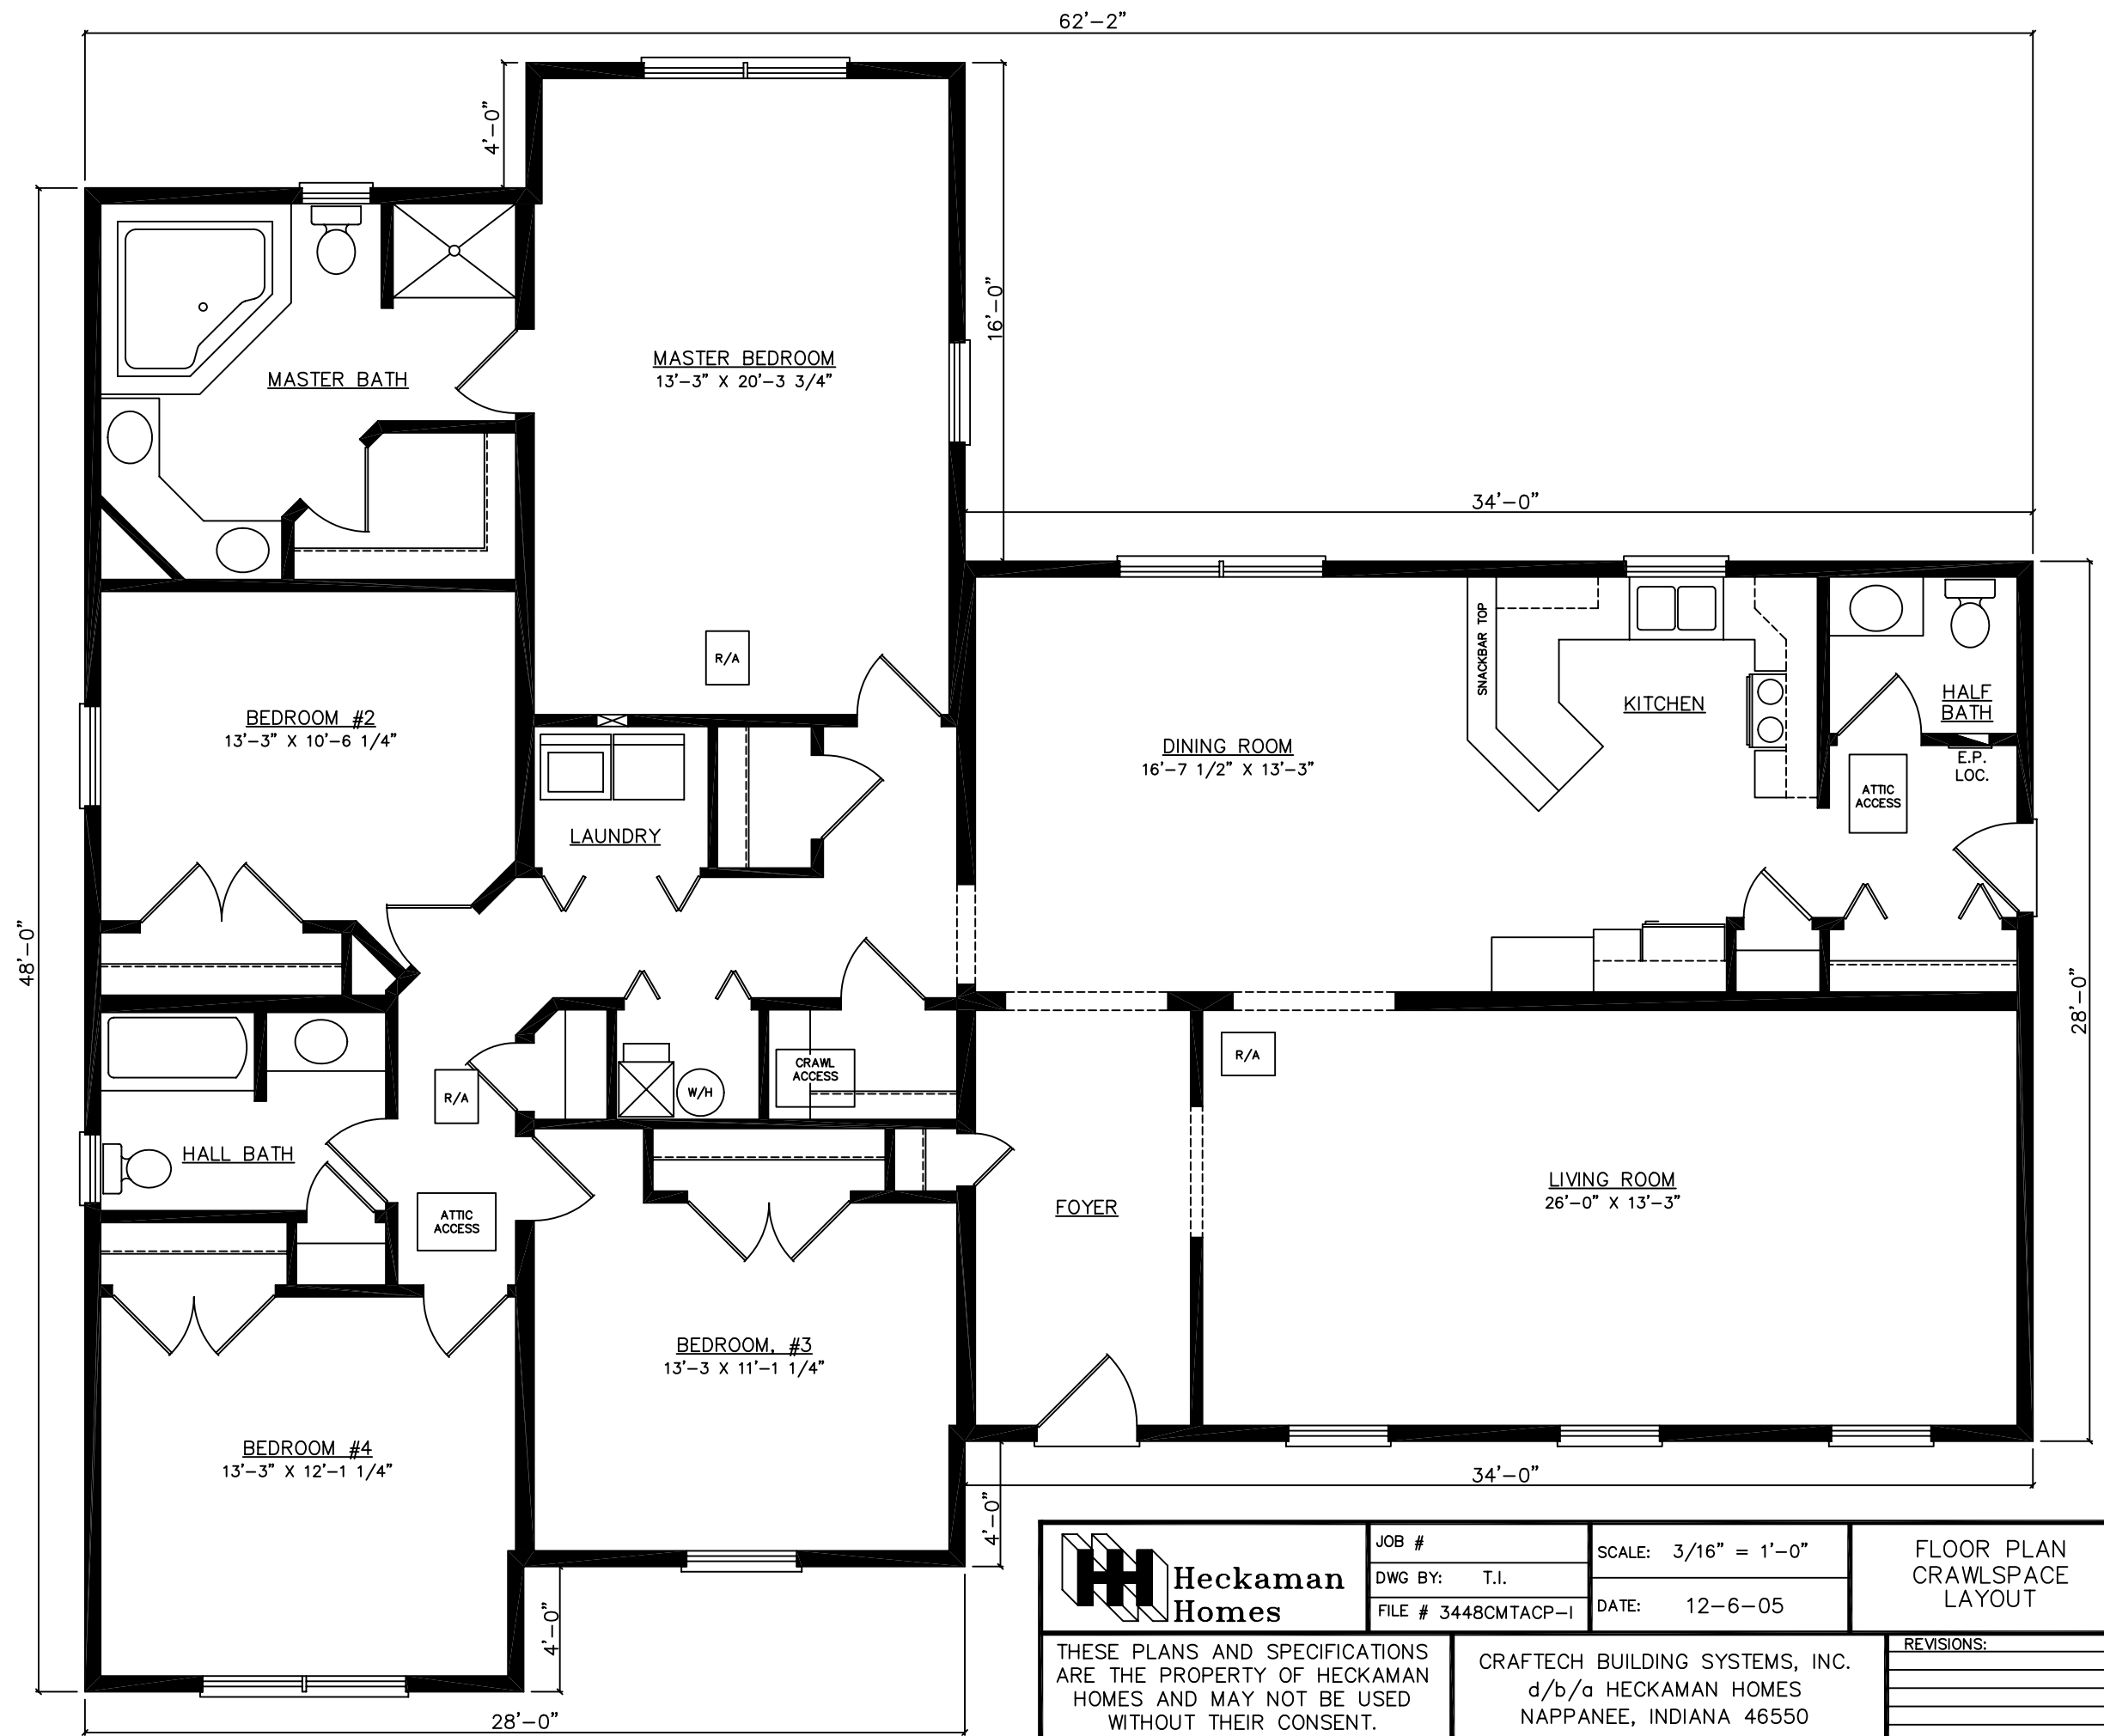 62'-2"
4'-0"
16'-0"
MASTER BEDROOM
13'-3" X 20'-3 3/4"
MASTER BATH
34'-0"
R/A
BEDROOM #2
13'-3" X 10'-6 1/4"
SNACKBAR TOP
KITCHEN
HALF
BATH
DINING ROOM
16'-7 1/2" X 13'-3"
E.P.
LOC.
ATTIC
ACCESS
LAUNDRY
48'-0"
28'-0"
R/A
CRAWL
ACCESS
W/H
R/A
HALL BATH
LIVING ROOM
26'-0" X 13'-3"
FOYER
ATTIC
ACCESS
BEDROOM, #3
13'-3 X 11'-1 1/4"
BEDROOM #4
13'-3" X 12'-1 1/4"
34'-0"
4'-0"
4'-0"
28'-0"
Heckaman
Homes
JOB #
DWG BY: T.I.
FILE # 3448CMTACP-I
SCALE: 3/16" = 1'-0"
DATE: 12-6-05
FLOOR PLAN
CRAWLSPACE
LAYOUT
THESE PLANS AND SPECIFICATIONS
ARE THE PROPERTY OF HECKAMAN
HOMES AND MAY NOT BE USED
WITHOUT THEIR CONSENT.
CRAFTECH BUILDING SYSTEMS, INC.
d/b/a HECKAMAN HOMES
NAPPANEE, INDIANA 46550
REVISIONS: